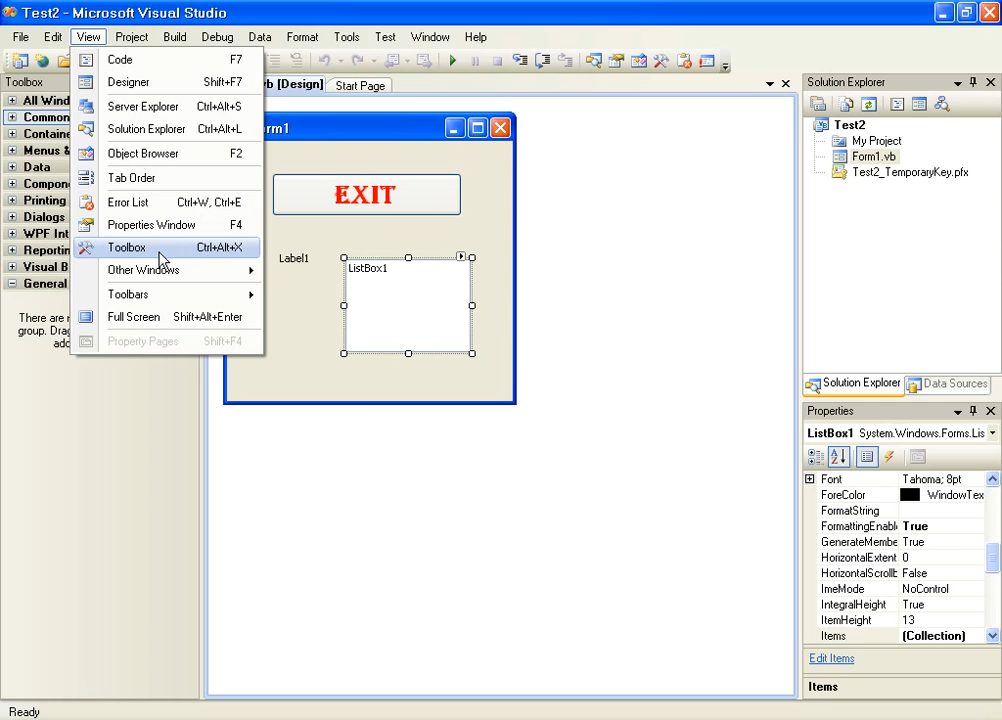 Test2 - Microsoft Visual Studio
File Edit View Project Build Debug Data Format Tools Test Window Help
Toolbox
All Wind
Common
Containe
Menus &
Data
Compon
Printing
Dialogs
WPF Int
Reportin
Visual B
General
There are n
group. Drag
add
Code F7
Designer Shift+F7
Server Explorer Ctrl+Alt+S
Solution Explorer Ctrl+Alt+L
Object Browser F2
Tab Order
Error List Ctrl+W, Ctrl+E
Properties Window F4
Toolbox Ctrl+Alt+X
Other Windows
Toolbars
Full Screen Shift+Alt+Enter
Property Pages Shift+F4
vb [Design] Start Page
rm1
EXIT
Label1
ListBox1
Solution Explorer
Test2
My Project
Form1.vb
Test2_TemporaryKey.pfx
Solution Explorer Data Sources
Properties
ListBox1 System.Windows.Forms.Lis
Font Tahoma; 8pt
ForeColor WindowTex
FormatString
FormattingEnabl True
GenerateMembe True
HorizontalExtent 0
HorizontalScrollb False
ImeMode NoControl
IntegralHeight True
ItemHeight 13
Items (Collection)
Edit Items
Items
Ready